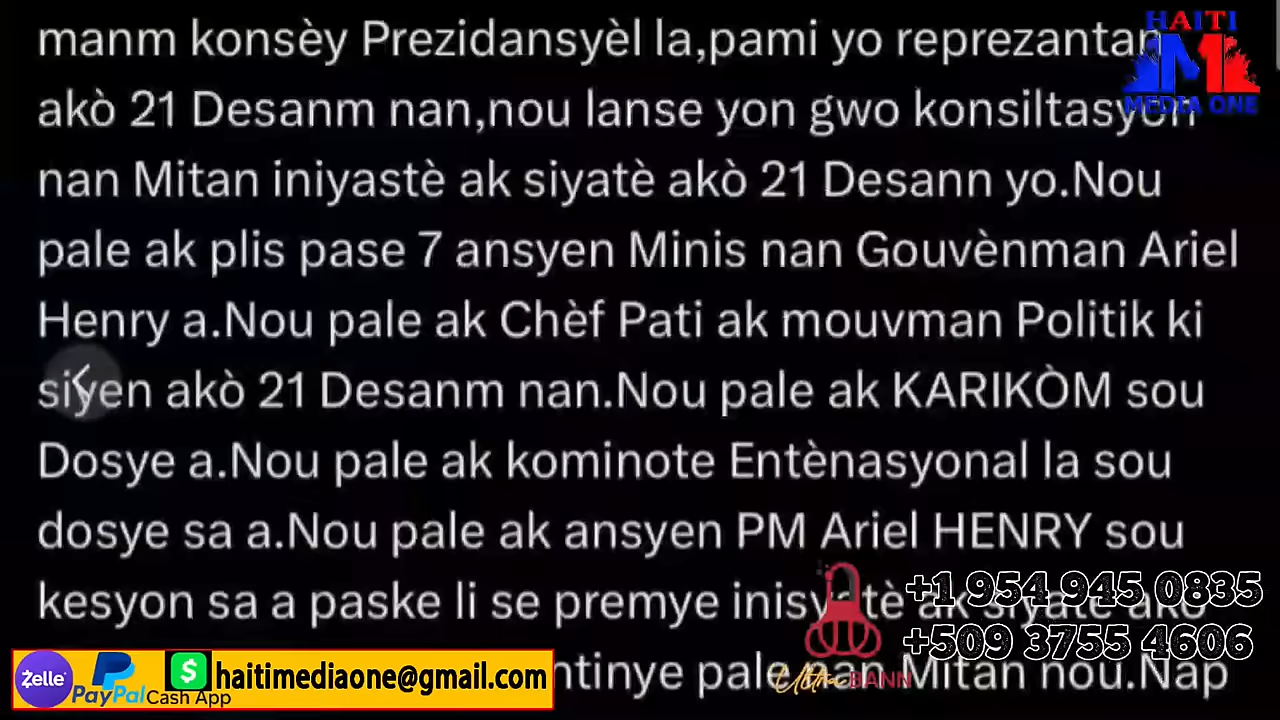 manm konsèy Prezidansyèl la,pami yo reprezantan
HAITI
MEDIA ONE
akò 21 Desanm nan,nou lanse yon gwo konsiltasyon
nan Mitan iniyastè ak siyatè akò 21 Desann yo.Nou
pale ak plis pase 7 ansyen Minis nan Gouvènman Ariel
Henry a.Nou pale ak Chèf Pati ak mouvman Politik ki
siyen akò 21 Desanm nan.Nou pale ak KARIKÒM sou
Dosye a.Nou pale ak kominote Entènasyonal la sou
dosye sa a.Nou pale ak ansyen PM Ariel HENRY sou
kesyon sa a paske li se premye inisyatè ak siyatè akò
+1 954 945 0835
+509 3755 4606
ntinye pale nan Mitan nou.Nap
Zelle PayPal $ Cash App haitimediaone@gmail.com
BANN